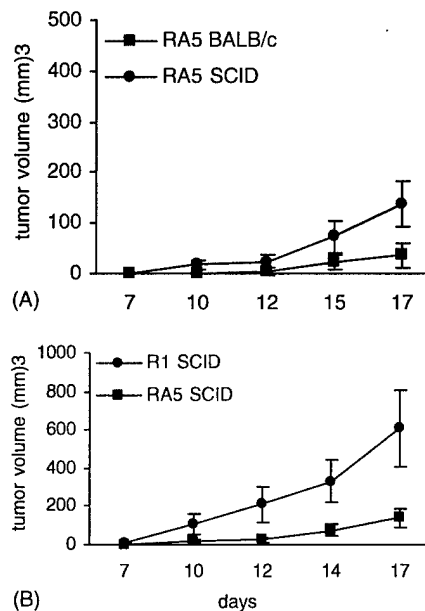 RA5 BALB/c
RA5 SCID
tumor volume (mm)3
500
400
300
200
100
0
7 10 12 15 17
(A)
R1 SCID
RA5 SCID
tumor volume (mm)3
1000
800
600
400
200
0
7 10 12 14 17
(B)
days